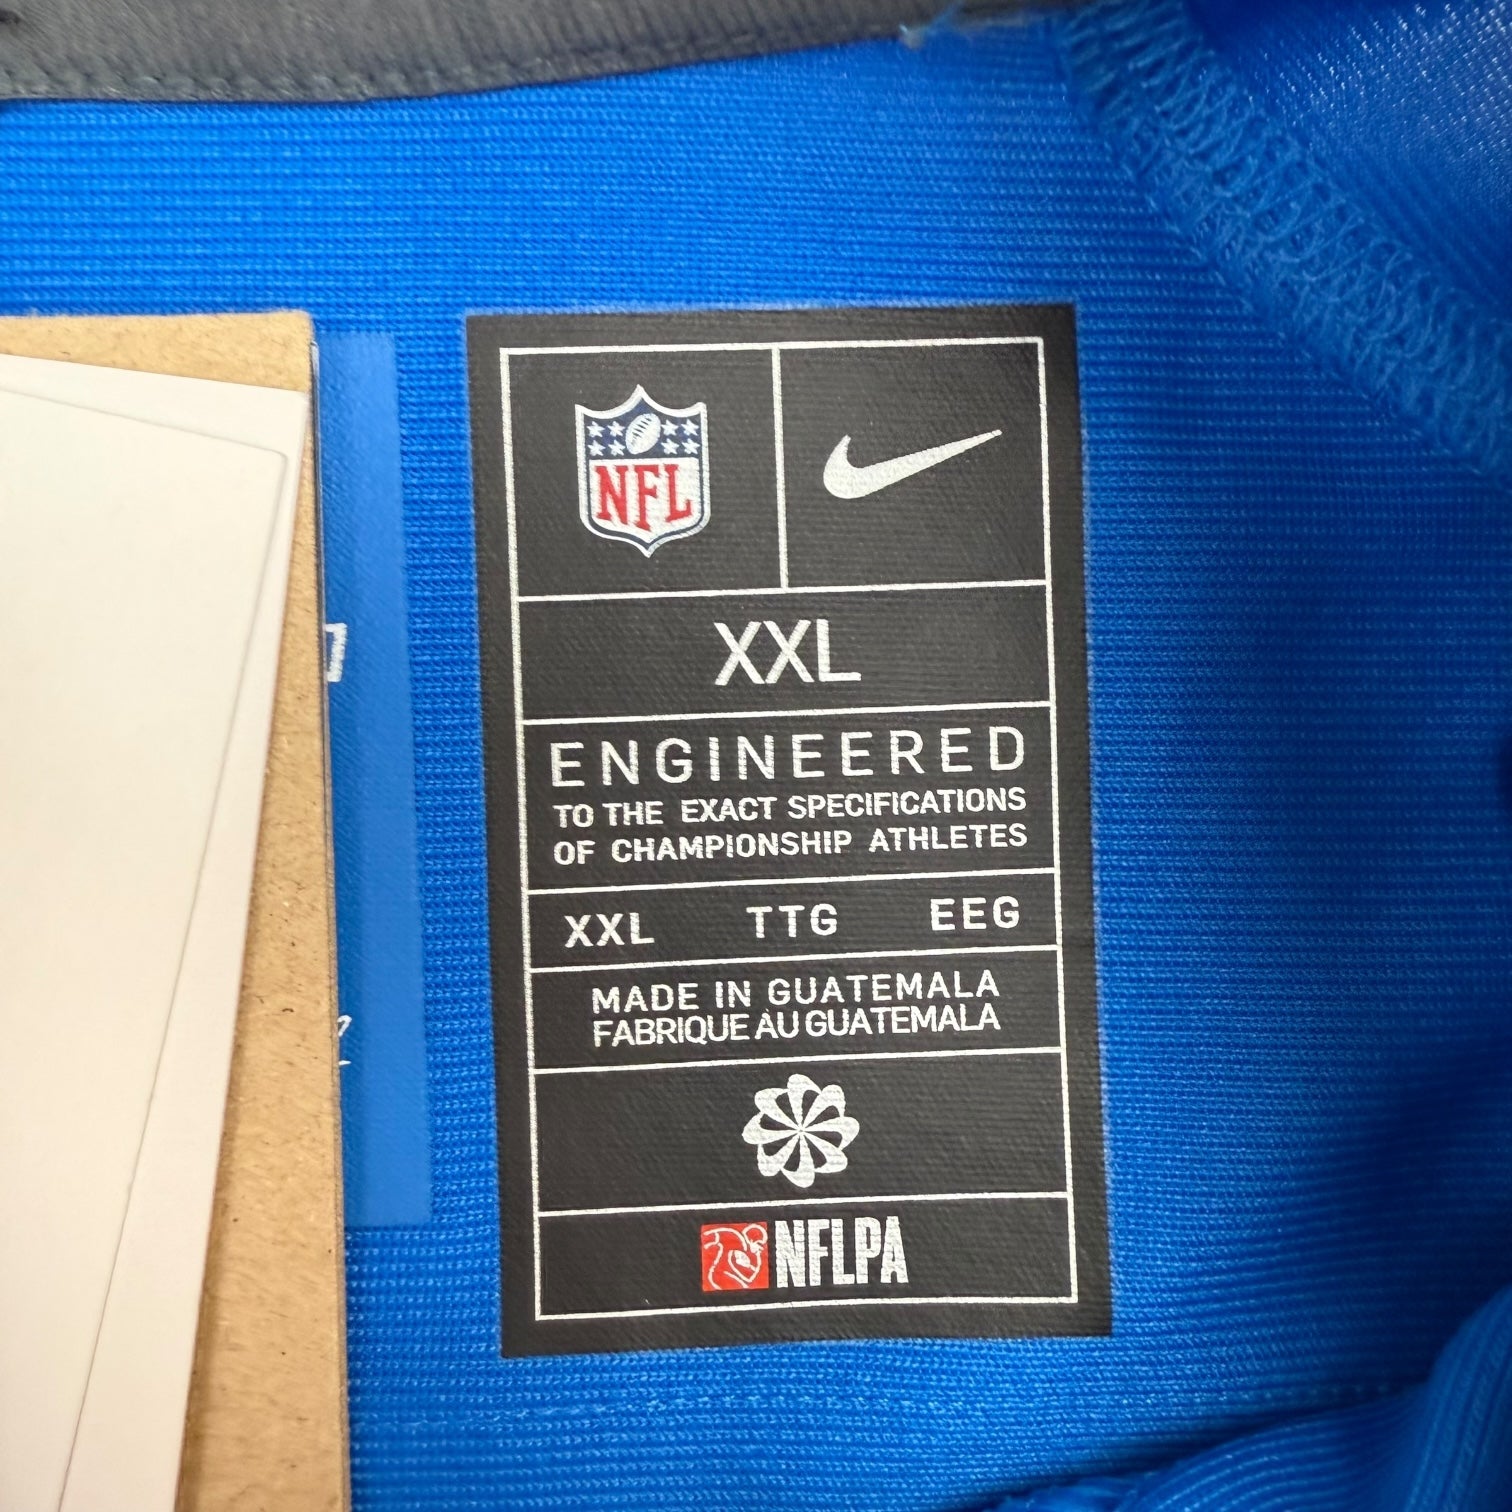 NFL
XXL
ENGINEERED
TO THE EXACT SPECIFICATIONS
OF CHAMPIONSHIP ATHLETES
XXL TTG EEG
MADE IN GUATEMALA
FABRIQUE AU GUATEMALA
NFLPA